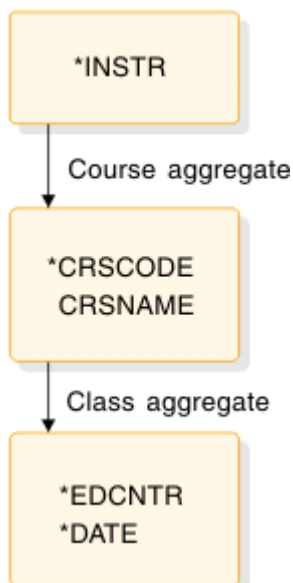 *INSTR
Course aggregate
*CRSCODE
CRSNAME
Class aggregate
*EDCNTR
*DATE